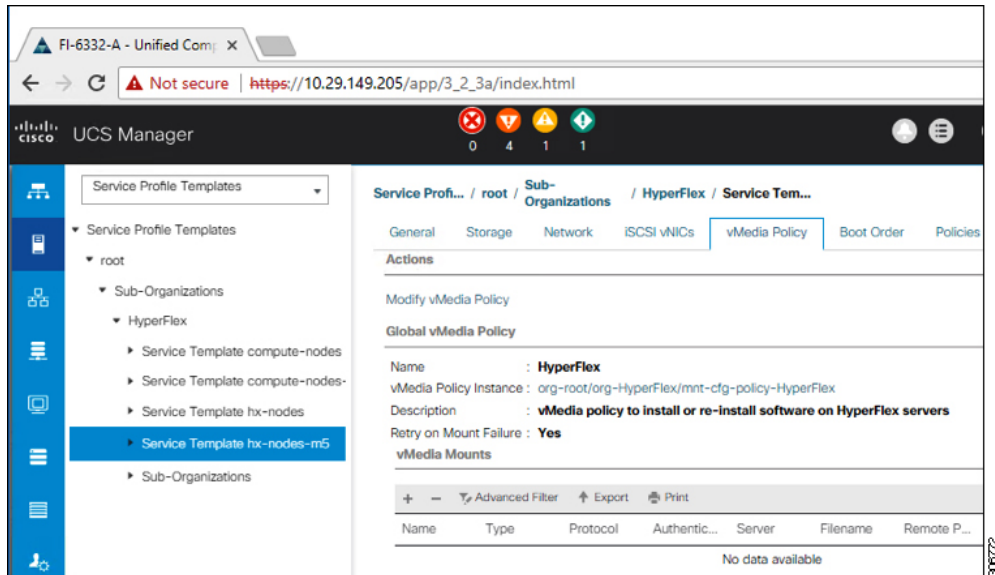 FI-6332-A - Unified Comp
Not secure | https://10.29.149.205/app/3_2_3a/index.html
CISCO UCS Manager
0 4 1 1
Service Profile Templates
Service Profile Templates
root
Sub-Organizations
HyperFlex
Service Template compute-nodes
Service Template compute-nodes-
Service Template hx-nodes
Service Template hx-nodes-m5
Sub-Organizations
Service Profi... / root / Sub-Organizations / HyperFlex / Service Tem...
General Storage Network iSCSI vNICs vMedia Policy Boot Order Policies
Actions
Modify vMedia Policy
Global vMedia Policy
Name : HyperFlex
vMedia Policy Instance : org-root/org-HyperFlex/mnt-cfg-policy-HyperFlex
Description : vMedia policy to install or re-install software on HyperFlex servers
Retry on Mount Failure : Yes
vMedia Mounts
+ − Advanced Filter Export Print
Name Type Protocol Authentic... Server Filename Remote P...
No data available
306772